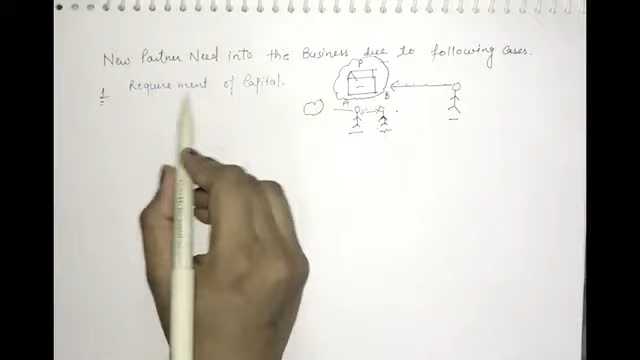 New Partner Need into the Business due to following Cases.
1 Requirement of Capital.
P
A B